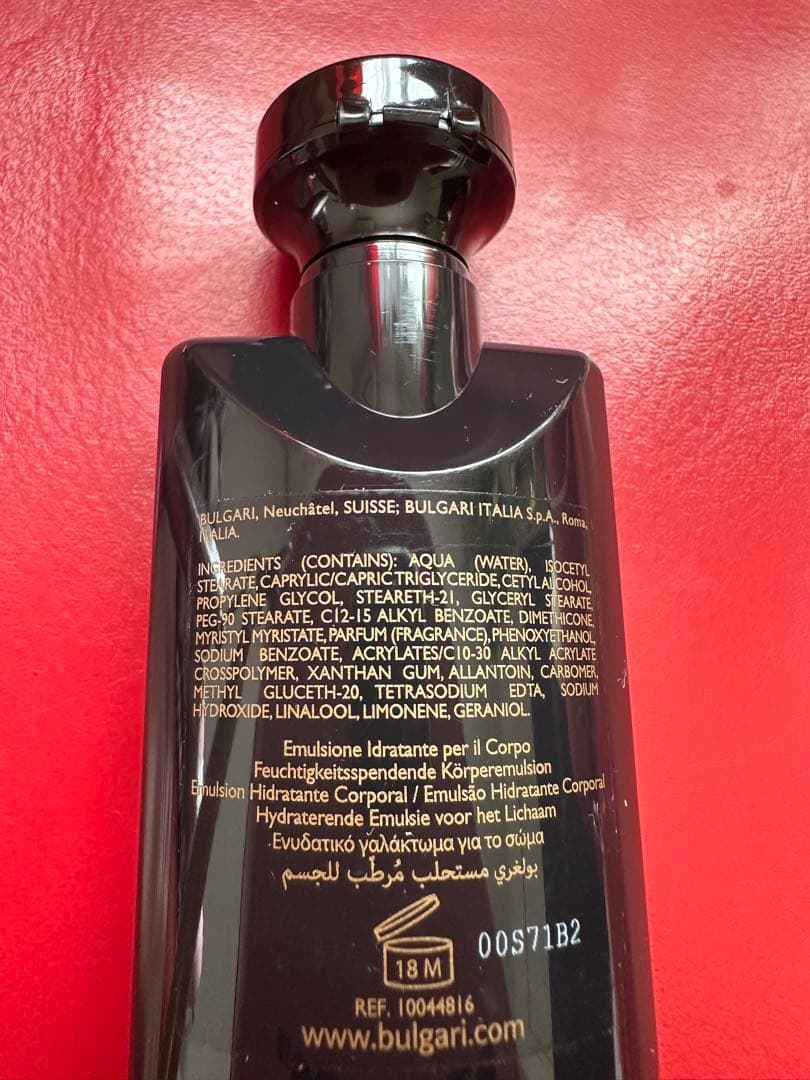 BULGARI, Neuchâtel, SUISSE; BULGARI ITALIA S.p.A., Roma,
ITALIA.
INGREDIENTS (CONTAINS): AQUA (WATER), ISOCETYL
STEARATE, CAPRYLIC/CAPRIC TRIGLYCERIDE, CETYL ALCOHOL,
PROPYLENE GLYCOL, STEARETH-21, GLYCERYL STEARATE,
PEG-90 STEARATE, C12-15 ALKYL BENZOATE, DIMETHICONE,
MYRISTYL MYRISTATE, PARFUM (FRAGRANCE), PHENOXYETHANOL,
SODIUM BENZOATE, ACRYLATES/C10-30 ALKYL ACRYLATE
CROSSPOLYMER, XANTHAN GUM, ALLANTOIN, CARBOMER,
METHYL GLUCETH-20, TETRASODIUM EDTA, SODIUM
HYDROXIDE, LINALOOL, LIMONENE, GERANIOL.
Emulsione Idratante per il Corpo
Feuchtigkeitsspendende Körperemulsion
Emulsion Hidratante Corporal / Emulsão Hidratante Corporal
Hydraterende Emulsie voor het Lichaam
Ενυδατικό γαλάκτωμα για το σώμα
بولغري مستحلب مُرطّب للجسم
18 M
00S71B2
REF. 10044816
www.bulgari.com